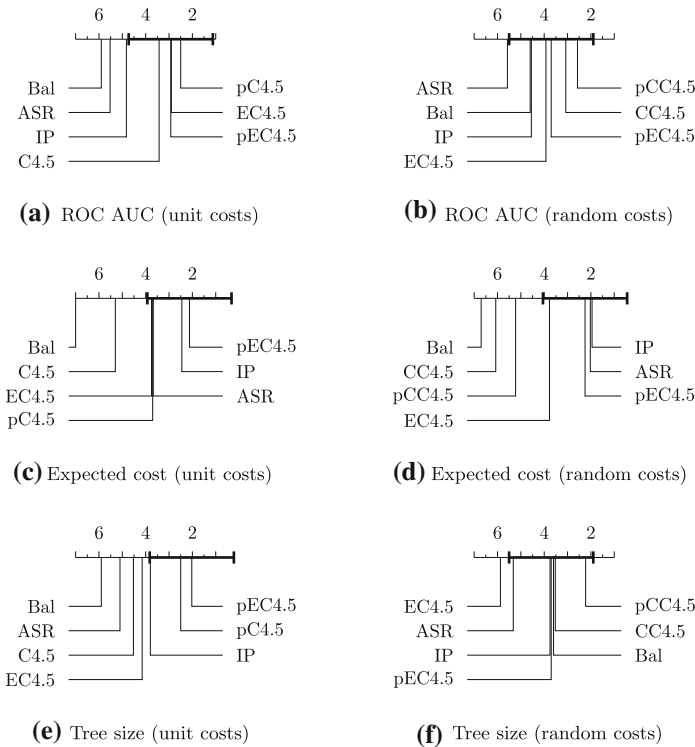 6 4 2
Bal
ASR
IP
C4.5
pC4.5
EC4.5
pEC4.5
(a) ROC AUC (unit costs)
6 4 2
ASR
Bal
IP
EC4.5
pCC4.5
CC4.5
pEC4.5
(b) ROC AUC (random costs)
6 4 2
Bal
C4.5
EC4.5
pC4.5
pEC4.5
IP
ASR
(c) Expected cost (unit costs)
6 4 2
Bal
CC4.5
pCC4.5
EC4.5
IP
ASR
pEC4.5
(d) Expected cost (random costs)
6 4 2
Bal
ASR
C4.5
EC4.5
pEC4.5
pC4.5
IP
(e) Tree size (unit costs)
6 4 2
EC4.5
ASR
IP
pEC4.5
pCC4.5
CC4.5
Bal
(f) Tree size (random costs)